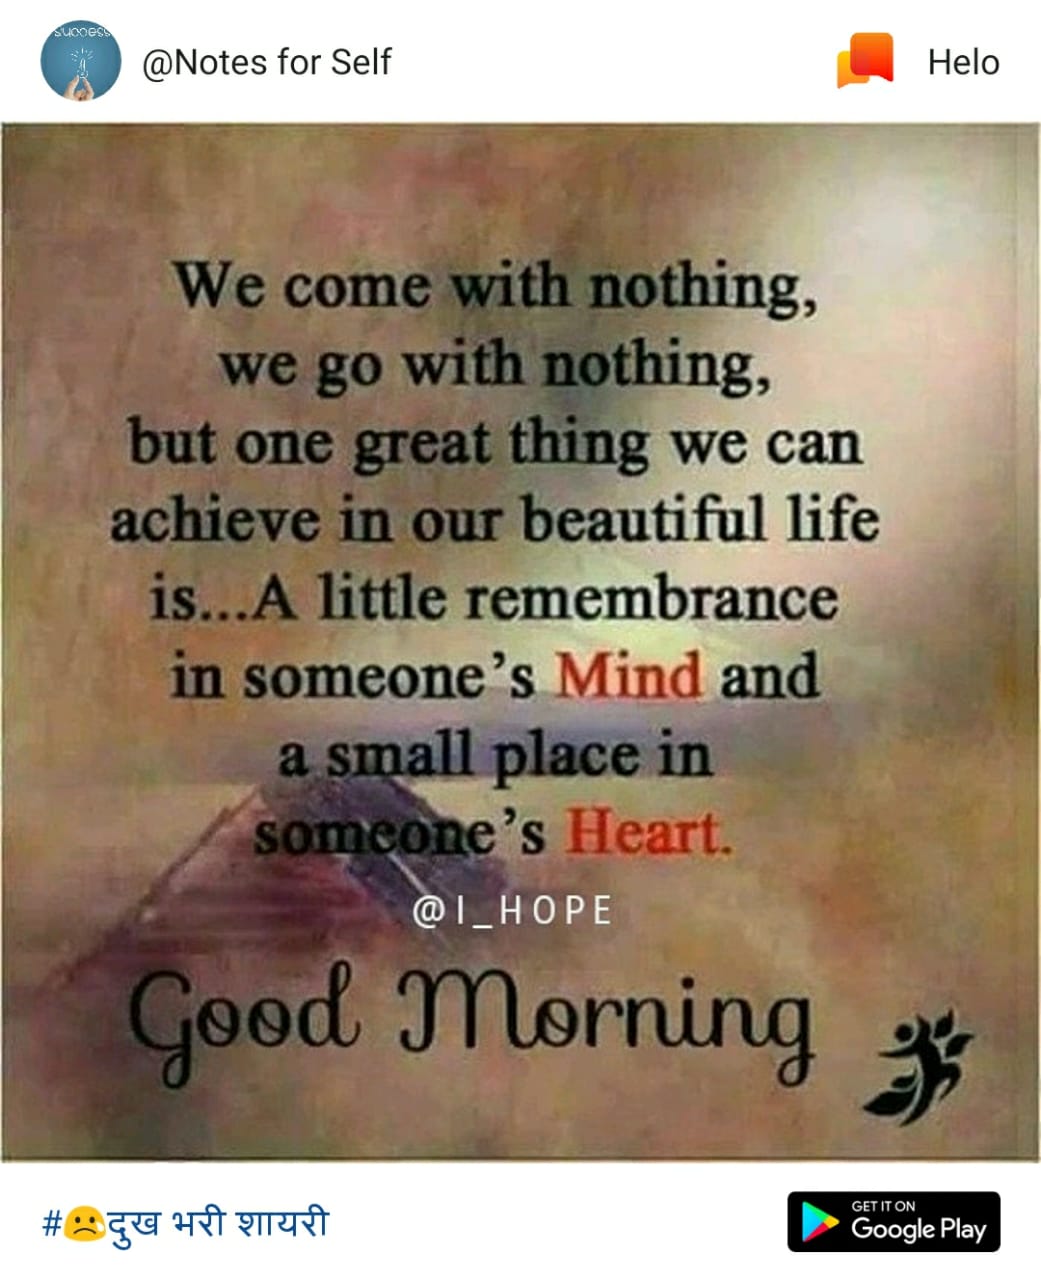 success
@Notes for Self
Helo
We come with nothing,
we go with nothing,
but one great thing we can
achieve in our beautiful life
is...A little remembrance
in someone's Mind and
a small place in
someone's Heart.
@I_HOPE
Good Morning
#☹️दुख भरी शायरी
GET IT ON
Google Play